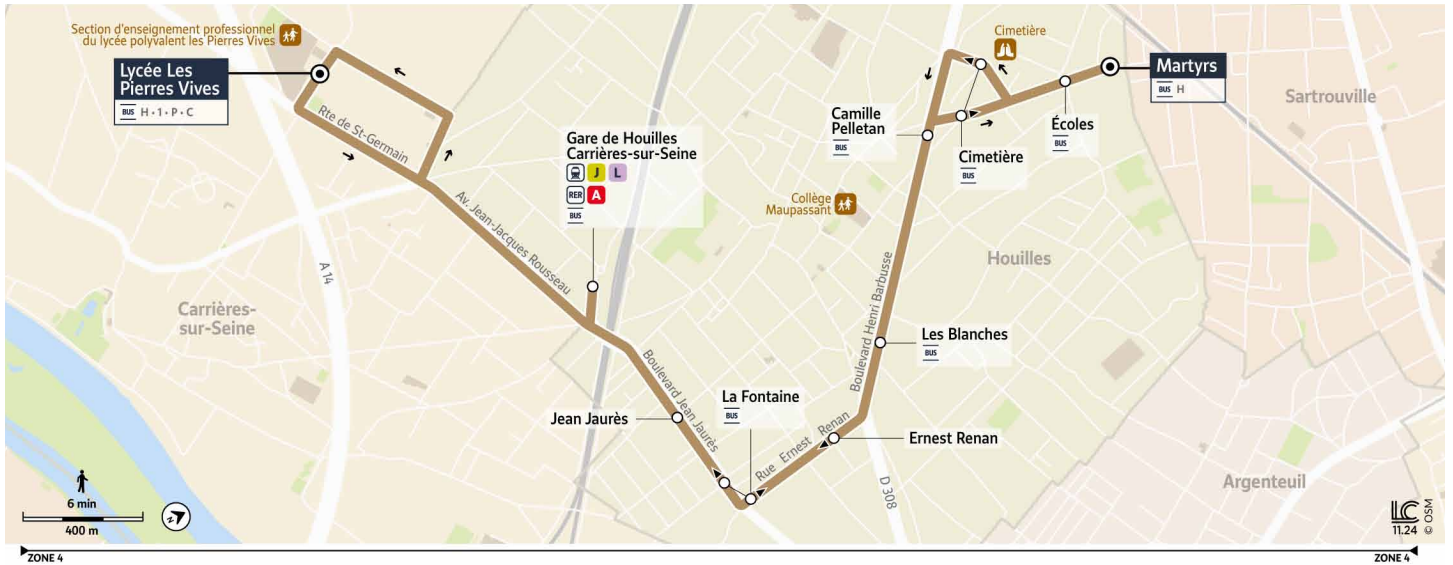 Section d'enseignement professionnel
du lycée polyvalent les Pierres Vives
Lycée Les
Pierres Vives
BUS H · 1 · P · C
Rte de St-Germain
Av. Jean-Jacques Rousseau
A 14
Carrières-
sur-Seine
Gare de Houilles
Carrières-sur-Seine
J L
RER A
BUS
Boulevard Jean Jaurès
Jean Jaurès
La Fontaine
BUS
Rue Ernest Renan
Ernest Renan
D 308
Boulevard Henri Barbusse
Les Blanches
BUS
Collège
Maupassant
Camille
Pelletan
BUS
Cimetière
Cimetière
BUS
Écoles
BUS
Martyrs
BUS H
Sartrouville
Houilles
Argenteuil
6 min
400 m
Z
LC
11.24
© OSM
ZONE 4
ZONE 4